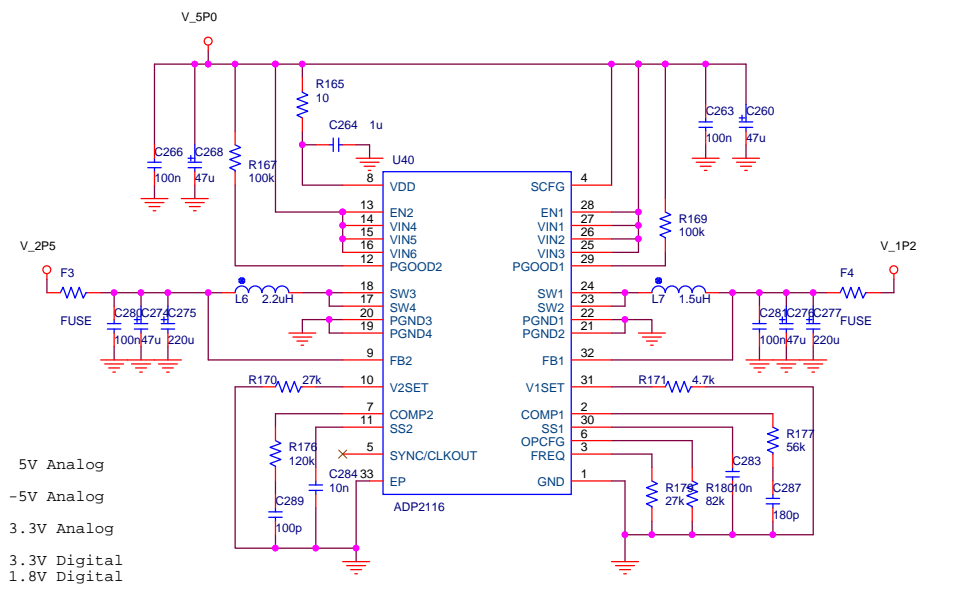 V_5P0
R165
10
C264 1u
C263
100n
C260
47u
C266
100n
C268
47u
R167
100k
U40
8 VDD
SCFG 4
13 EN2
EN1 28
14 VIN4
VIN1 27
15 VIN5
VIN2 26
16 VIN6
VIN3 25
12 PGOOD2
PGOOD1 29
R169
100k
V_2P5
F3
FUSE
V_1P2
F4
FUSE
L6 2.2uH
L7 1.5uH
18 SW3
SW1 24
17 SW4
SW2 23
20 PGND3
PGND1 22
19 PGND4
PGND2 21
C280
100n
C274
47u
C275
220u
C281
100n
C276
47u
C277
220u
9 FB2
FB1 32
R170 27k
10 V2SET
V1SET 31
R171 4.7k
7 COMP2
COMP1 2
11 SS2
SS1 30
OPCFG 6
5 SYNC/CLKOUT
FREQ 3
33 EP
GND 1
ADP2116
R176
120k
C284
10n
C289
100p
R177
56k
C283
10n
R179
27k
R180
82k
C287
180p
5V Analog
-5V Analog
3.3V Analog
3.3V Digital
1.8V Digital